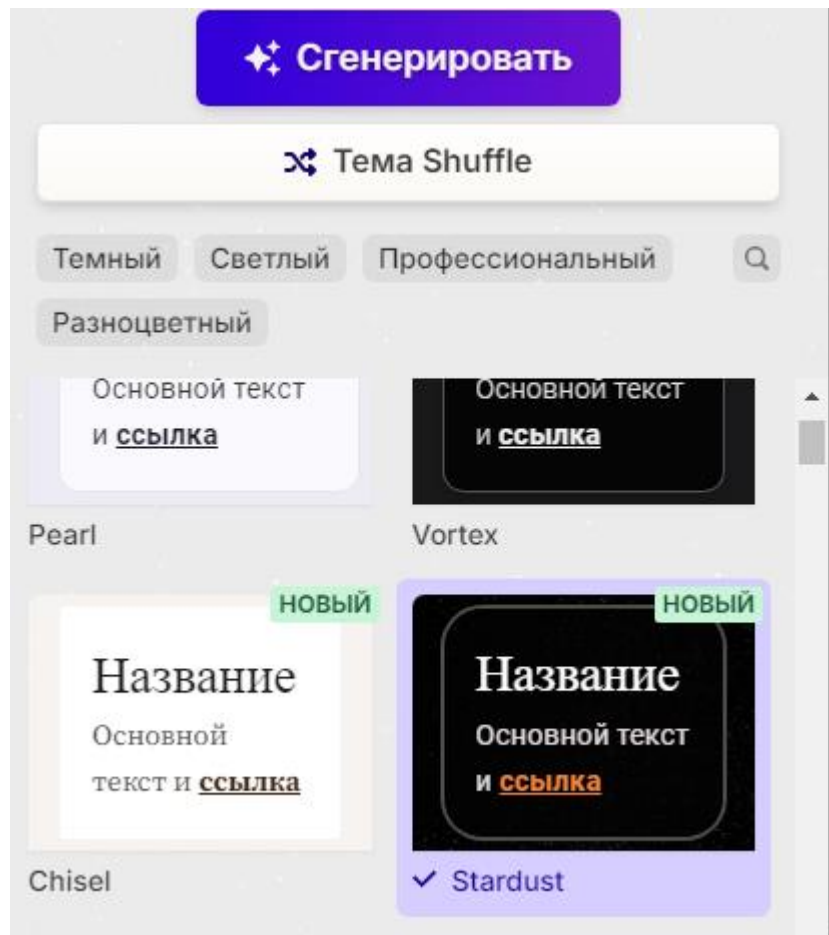 Сгенерировать
Тема Shuffle
Темный Светлый Профессиональный
Разноцветный
Основной текст
и ссылка
Pearl
Основной текст
и ссылка
Vortex
НОВЫЙ
Название
Основной
текст и ссылка
Chisel
НОВЫЙ
Название
Основной текст
и ссылка
Stardust